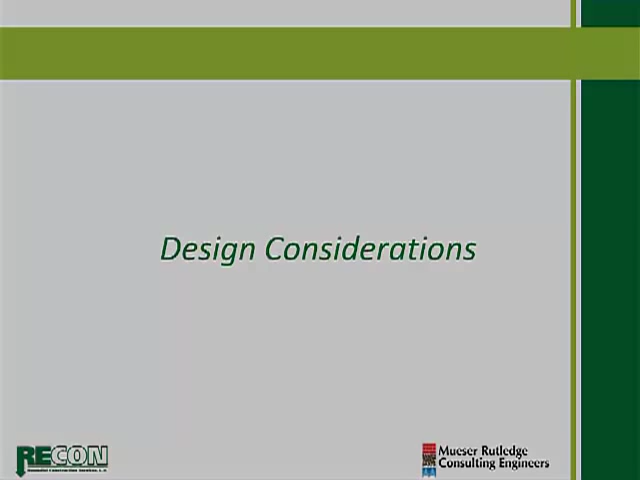 Design Considerations
RECON
Mueser Rutledge
Consulting Engineers